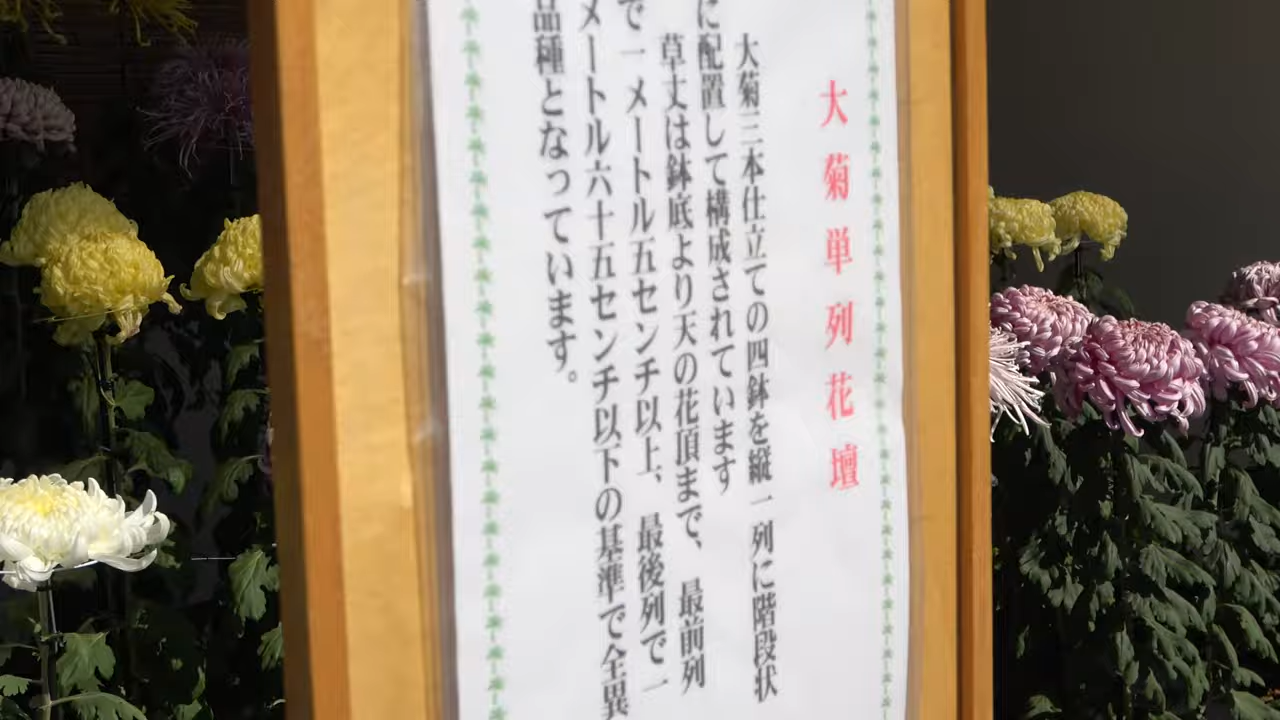 大菊単列花壇
大菊三本仕立ての四鉢を縦一列に階段状
に配置して構成されています
草丈は鉢底より天の花頂まで、最前列
で一メートル五センチ以上、最後列で一
メートル六十五センチ以下の基準で全異
品種となっています。